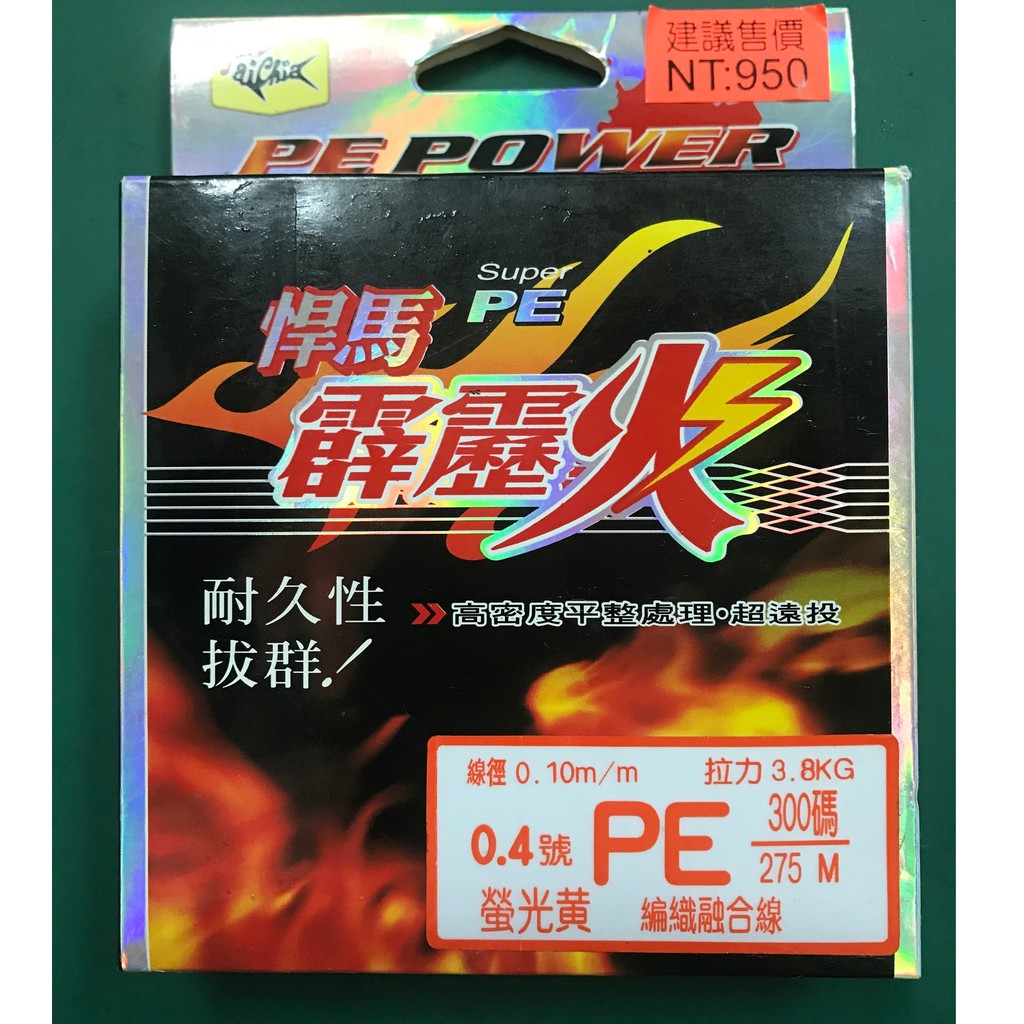 建議售價
NT:950
TaiChia
PE POWER
Super
PE
悍馬
霹靂火
耐久性
拔群!
高密度平整處理・超遠投
線徑 0.10m/m 拉力 3.8KG
0.4號 PE 300碼
275 M
螢光黃 編織融合線